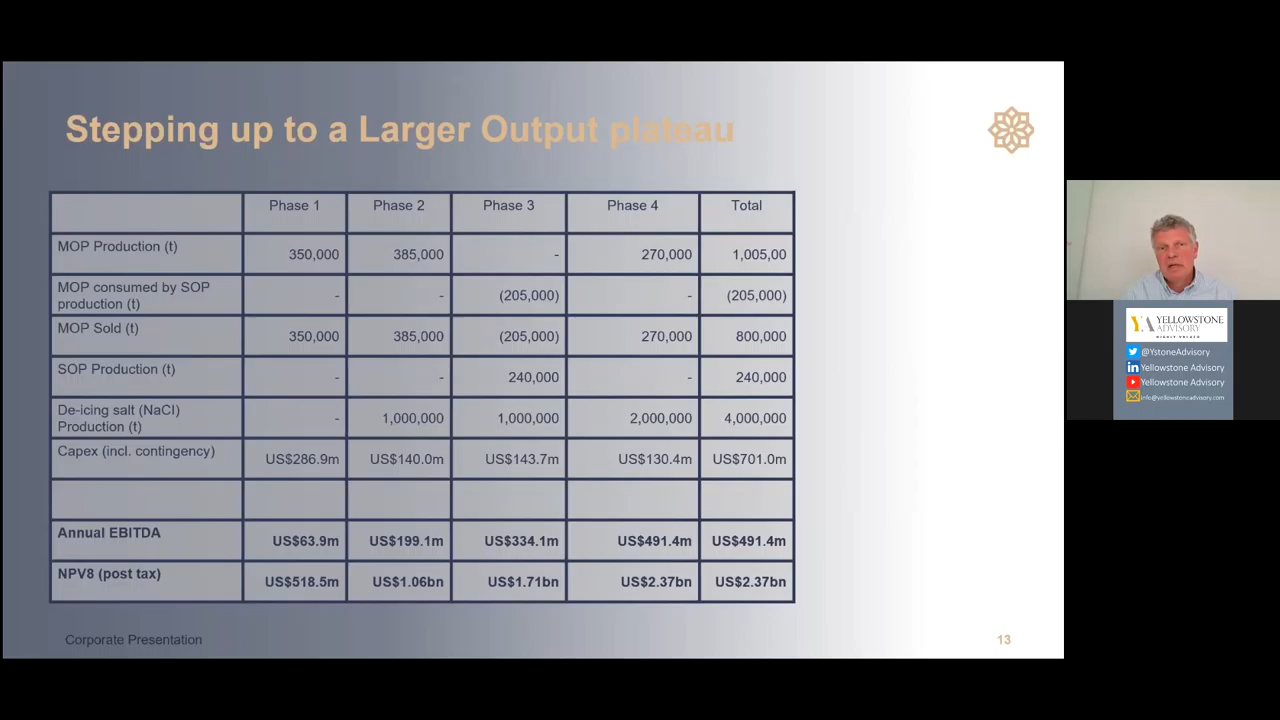 Stepping up to a Larger Output plateau
Phase 1 Phase 2 Phase 3 Phase 4 Total
MOP Production (t) 350,000 385,000 - 270,000 1,005,00
MOP consumed by SOP
production (t) - - (205,000) - (205,000)
MOP Sold (t) 350,000 385,000 (205,000) 270,000 800,000
SOP Production (t) - - 240,000 - 240,000
De-icing salt (NaCl)
Production (t) - 1,000,000 1,000,000 2,000,000 4,000,000
Capex (incl. contingency) US$286.9m US$140.0m US$143.7m US$130.4m US$701.0m
Annual EBITDA US$63.9m US$199.1m US$334.1m US$491.4m US$491.4m
NPV8 (post tax) US$518.5m US$1.06bn US$1.71bn US$2.37bn US$2.37bn
Corporate Presentation 13
YA YELLOWSTONE
ADVISORY
HIGHLY VALUED
@YstoneAdvisory
in Yellowstone Advisory
Yellowstone Advisory
info@yellowstoneadvisory.com